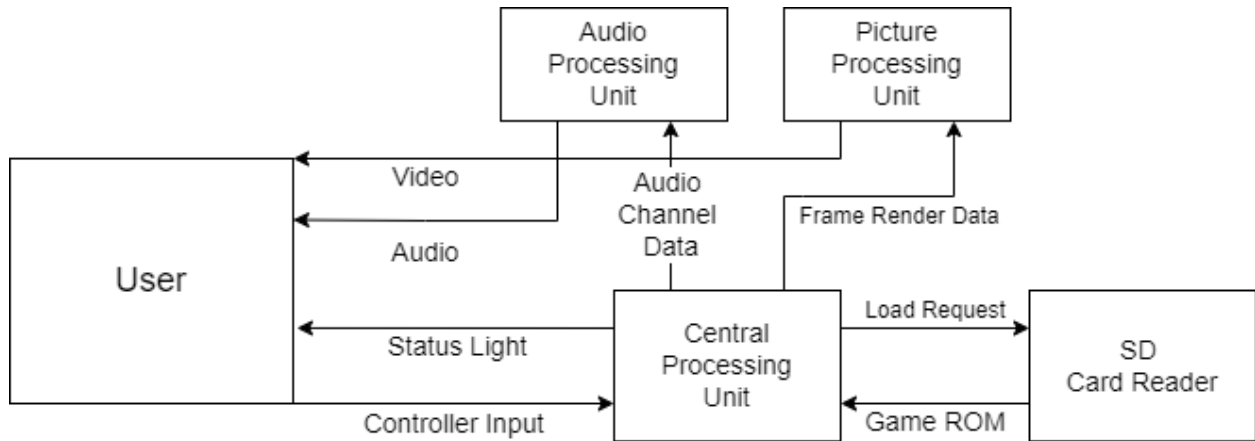 Audio
Processing
Unit
Picture
Processing
Unit
Video
Audio
Channel
Data
Frame Render Data
Audio
User
Status Light
Central
Processing
Unit
Load Request
SD
Card Reader
Controller Input
Game ROM